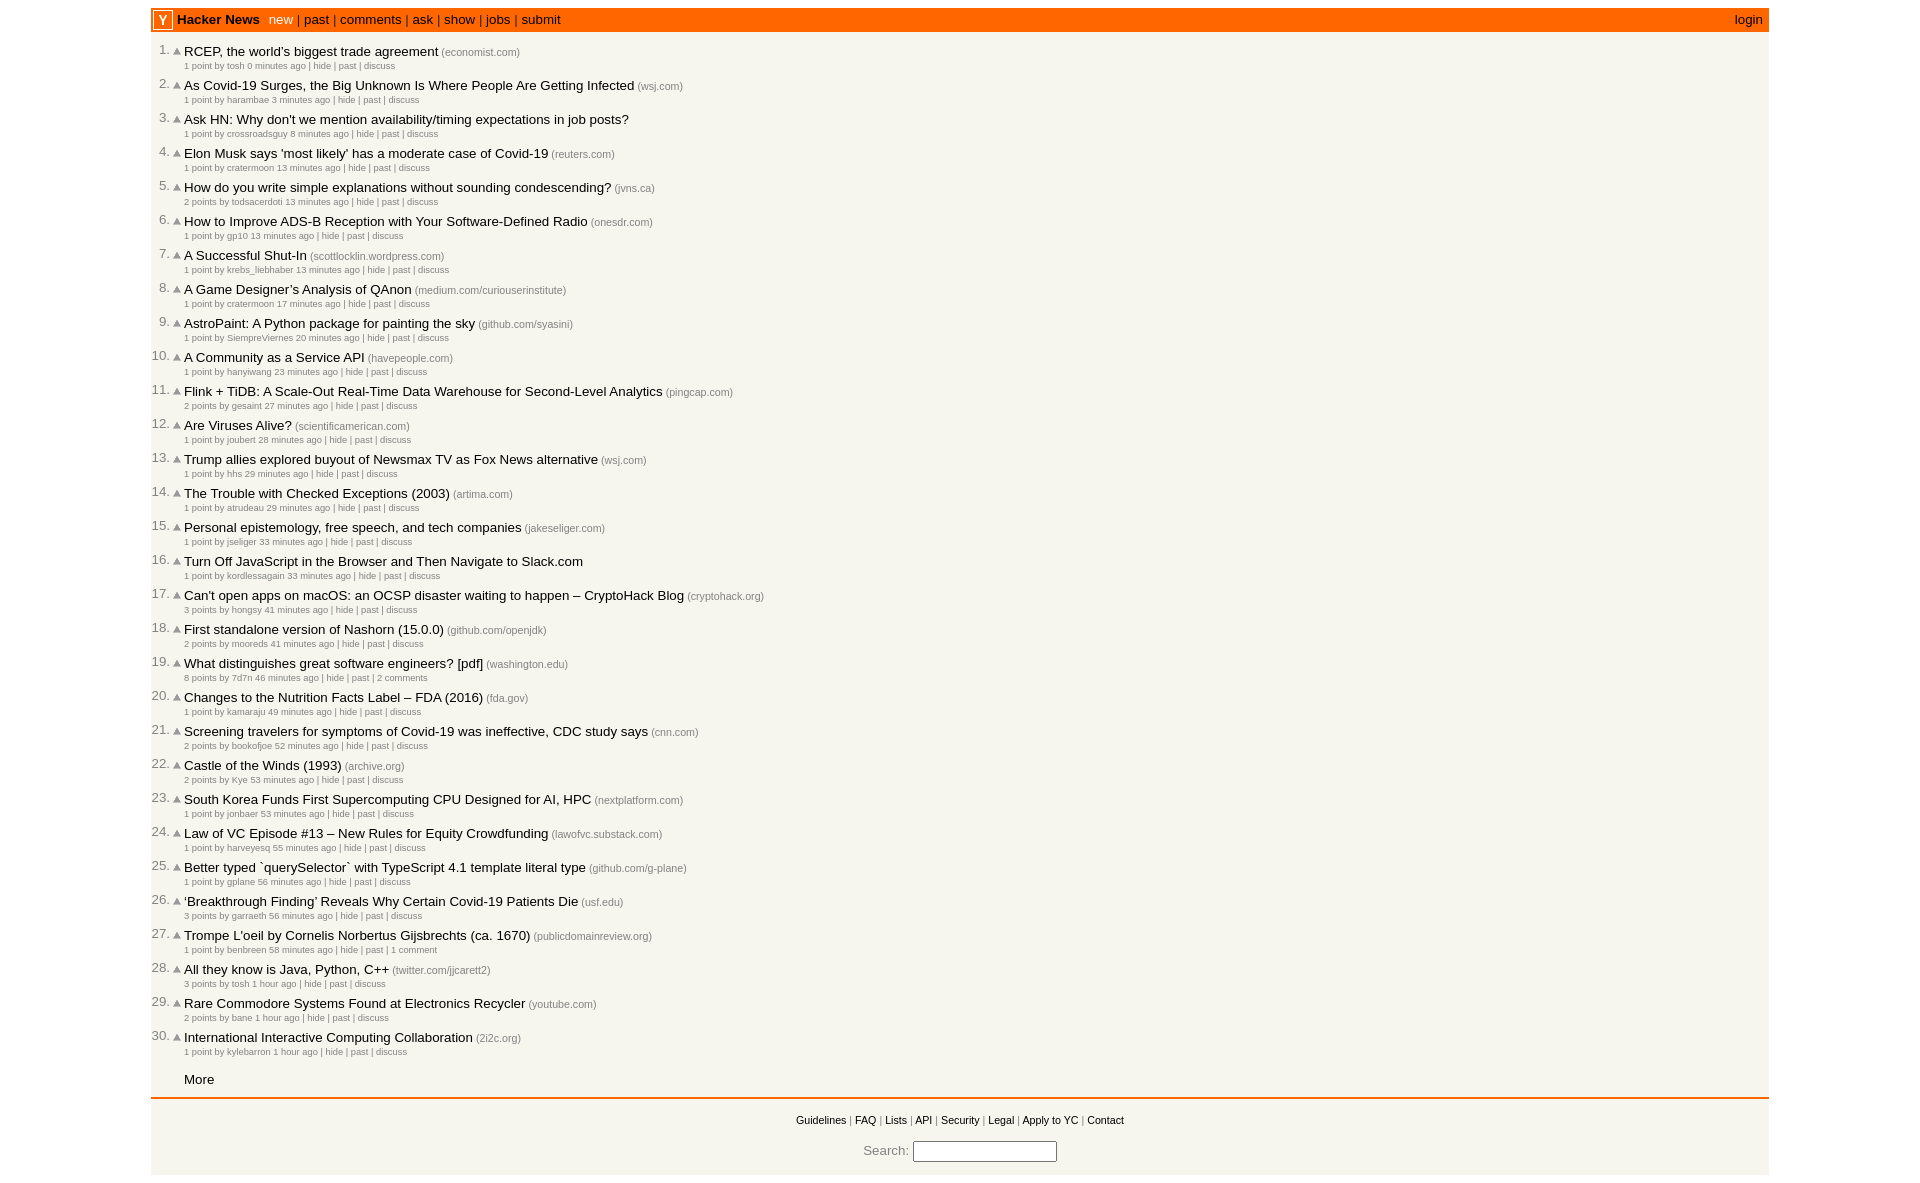 Y Hacker News new | past | comments | ask | show | jobs | submit login
1. RCEP, the world’s biggest trade agreement (economist.com)
1 point by tosh 0 minutes ago | hide | past | discuss
2. As Covid-19 Surges, the Big Unknown Is Where People Are Getting Infected (wsj.com)
1 point by harambae 3 minutes ago | hide | past | discuss
3. Ask HN: Why don't we mention availability/timing expectations in job posts?
1 point by crossroadsguy 8 minutes ago | hide | past | discuss
4. Elon Musk says 'most likely' has a moderate case of Covid-19 (reuters.com)
1 point by cratermoon 13 minutes ago | hide | past | discuss
5. How do you write simple explanations without sounding condescending? (jvns.ca)
2 points by todsacerdoti 13 minutes ago | hide | past | discuss
6. How to Improve ADS-B Reception with Your Software-Defined Radio (onesdr.com)
1 point by gp10 13 minutes ago | hide | past | discuss
7. A Successful Shut-In (scottlocklin.wordpress.com)
1 point by krebs_liebhaber 13 minutes ago | hide | past | discuss
8. A Game Designer’s Analysis of QAnon (medium.com/curiouserinstitute)
1 point by cratermoon 17 minutes ago | hide | past | discuss
9. AstroPaint: A Python package for painting the sky (github.com/syasini)
1 point by SiempreViernes 20 minutes ago | hide | past | discuss
10. A Community as a Service API (havepeople.com)
1 point by hanyiwang 23 minutes ago | hide | past | discuss
11. Flink + TiDB: A Scale-Out Real-Time Data Warehouse for Second-Level Analytics (pingcap.com)
2 points by gesaint 27 minutes ago | hide | past | discuss
12. Are Viruses Alive? (scientificamerican.com)
1 point by joubert 28 minutes ago | hide | past | discuss
13. Trump allies explored buyout of Newsmax TV as Fox News alternative (wsj.com)
1 point by hhs 29 minutes ago | hide | past | discuss
14. The Trouble with Checked Exceptions (2003) (artima.com)
1 point by atrudeau 29 minutes ago | hide | past | discuss
15. Personal epistemology, free speech, and tech companies (jakeseliger.com)
1 point by jseliger 33 minutes ago | hide | past | discuss
16. Turn Off JavaScript in the Browser and Then Navigate to Slack.com
1 point by kordlessagain 33 minutes ago | hide | past | discuss
17. Can't open apps on macOS: an OCSP disaster waiting to happen – CryptoHack Blog (cryptohack.org)
3 points by hongsy 41 minutes ago | hide | past | discuss
18. First standalone version of Nashorn (15.0.0) (github.com/openjdk)
2 points by mooreds 41 minutes ago | hide | past | discuss
19. What distinguishes great software engineers? [pdf] (washington.edu)
8 points by 7d7n 46 minutes ago | hide | past | 2 comments
20. Changes to the Nutrition Facts Label – FDA (2016) (fda.gov)
1 point by kamaraju 49 minutes ago | hide | past | discuss
21. Screening travelers for symptoms of Covid-19 was ineffective, CDC study says (cnn.com)
2 points by bookofjoe 52 minutes ago | hide | past | discuss
22. Castle of the Winds (1993) (archive.org)
2 points by Kye 53 minutes ago | hide | past | discuss
23. South Korea Funds First Supercomputing CPU Designed for AI, HPC (nextplatform.com)
1 point by jonbaer 53 minutes ago | hide | past | discuss
24. Law of VC Episode #13 – New Rules for Equity Crowdfunding (lawofvc.substack.com)
1 point by harveyesq 55 minutes ago | hide | past | discuss
25. Better typed `querySelector` with TypeScript 4.1 template literal type (github.com/g-plane)
1 point by gplane 56 minutes ago | hide | past | discuss
26. ‘Breakthrough Finding’ Reveals Why Certain Covid-19 Patients Die (usf.edu)
3 points by garraeth 56 minutes ago | hide | past | discuss
27. Trompe L'oeil by Cornelis Norbertus Gijsbrechts (ca. 1670) (publicdomainreview.org)
1 point by benbreen 58 minutes ago | hide | past | 1 comment
28. All they know is Java, Python, C++ (twitter.com/jjcarett2)
3 points by tosh 1 hour ago | hide | past | discuss
29. Rare Commodore Systems Found at Electronics Recycler (youtube.com)
2 points by bane 1 hour ago | hide | past | discuss
30. International Interactive Computing Collaboration (2i2c.org)
1 point by kylebarron 1 hour ago | hide | past | discuss
More
Guidelines | FAQ | Lists | API | Security | Legal | Apply to YC | Contact
Search: